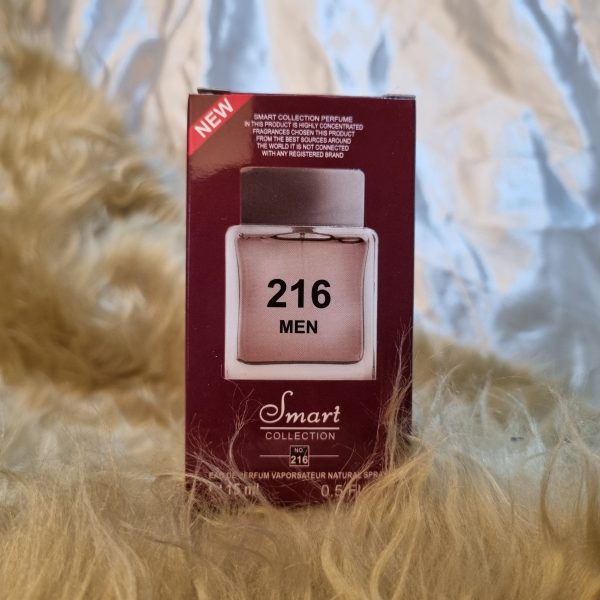 NEW
SMART COLLECTION PERFUME
IN THIS PRODUCT IS HIGHLY CONCENTRATED
FRAGRANCES CHOSEN THIS PRODUCT
FROM THE BEST SOURCES AROUND
THE WORLD IT IS NOT CONNECTED
WITH ANY REGISTERED BRAND
216
MEN
Smart
COLLECTION
NO.
216
EAU DE PERFUM VAPORSATEUR NATURAL SPRAY
15 ml 0.5